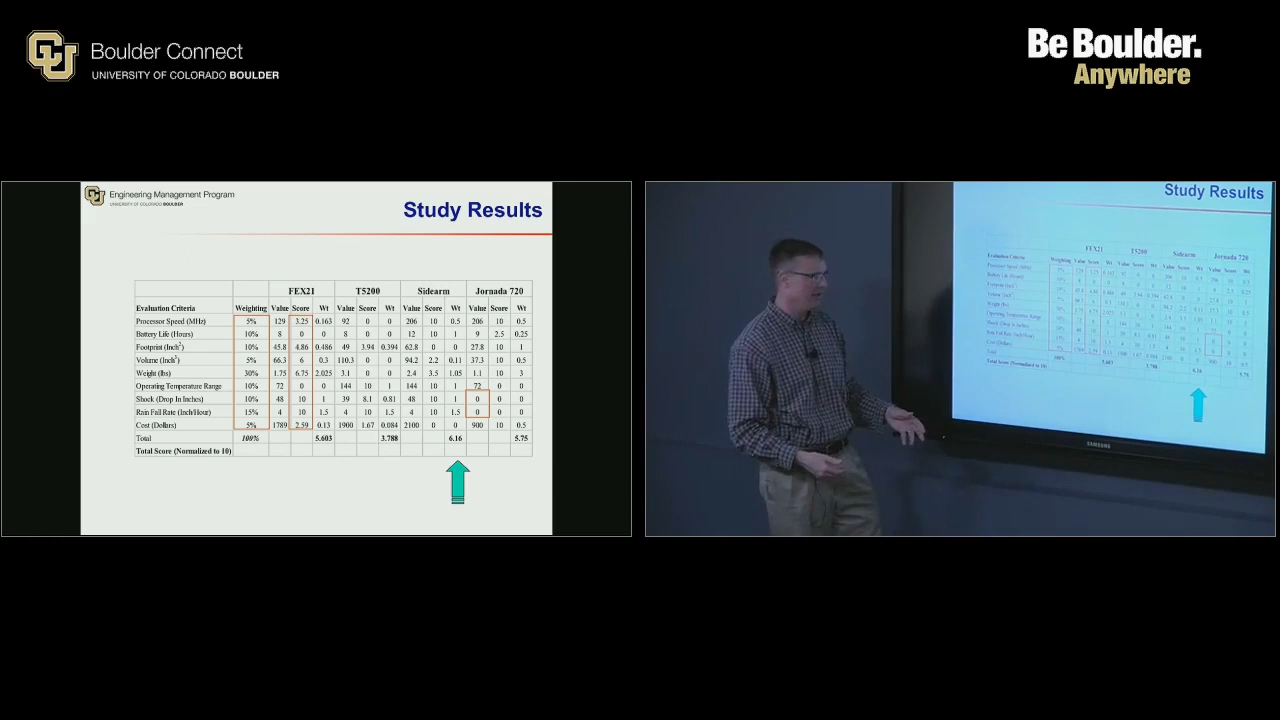 Boulder Connect
UNIVERSITY OF COLORADO BOULDER
Be Boulder.
Anywhere
Engineering Management Program
UNIVERSITY OF COLORADO BOULDER
Study Results
FEX21 T5200 Sidearm Jornada 720
Evaluation Criteria Weighting Value Score Wt Value Score Wt Value Score Wt Value Score Wt
Processor Speed (MHz) 5% 129 3.25 0.163 92 0 0 206 10 0.5 206 10 0.5
Battery Life (Hours) 10% 8 0 0 8 0 0 12 10 1 9 2.5 0.25
Footprint (Inch²) 10% 45.8 4.86 0.486 49 3.94 0.394 62.8 0 0 27.8 10 1
Volume (Inch³) 5% 66.3 6 0.3 110.3 0 0 94.2 2.2 0.11 37.3 10 0.5
Weight (lbs) 30% 1.75 6.75 2.025 3.1 0 0 2.4 3.5 1.05 1.1 10 3
Operating Temperature Range 10% 72 0 0 144 10 1 144 10 1 72 0 0
Shock (Drop In Inches) 10% 48 10 1 39 8.1 0.81 48 10 1 0 0 0
Rain Fall Rate (Inch/Hour) 15% 4 10 1.5 4 10 1.5 4 10 1.5 0 0 0
Cost (Dollars) 5% 1789 2.59 0.13 1900 1.67 0.084 2100 0 0 900 10 0.5
Total 100% 5.603 3.788 6.16 5.75
Total Score (Normalized to 10)
Study Results
FEX21 T5200 Sidearm Jornada 720
SAMSUNG